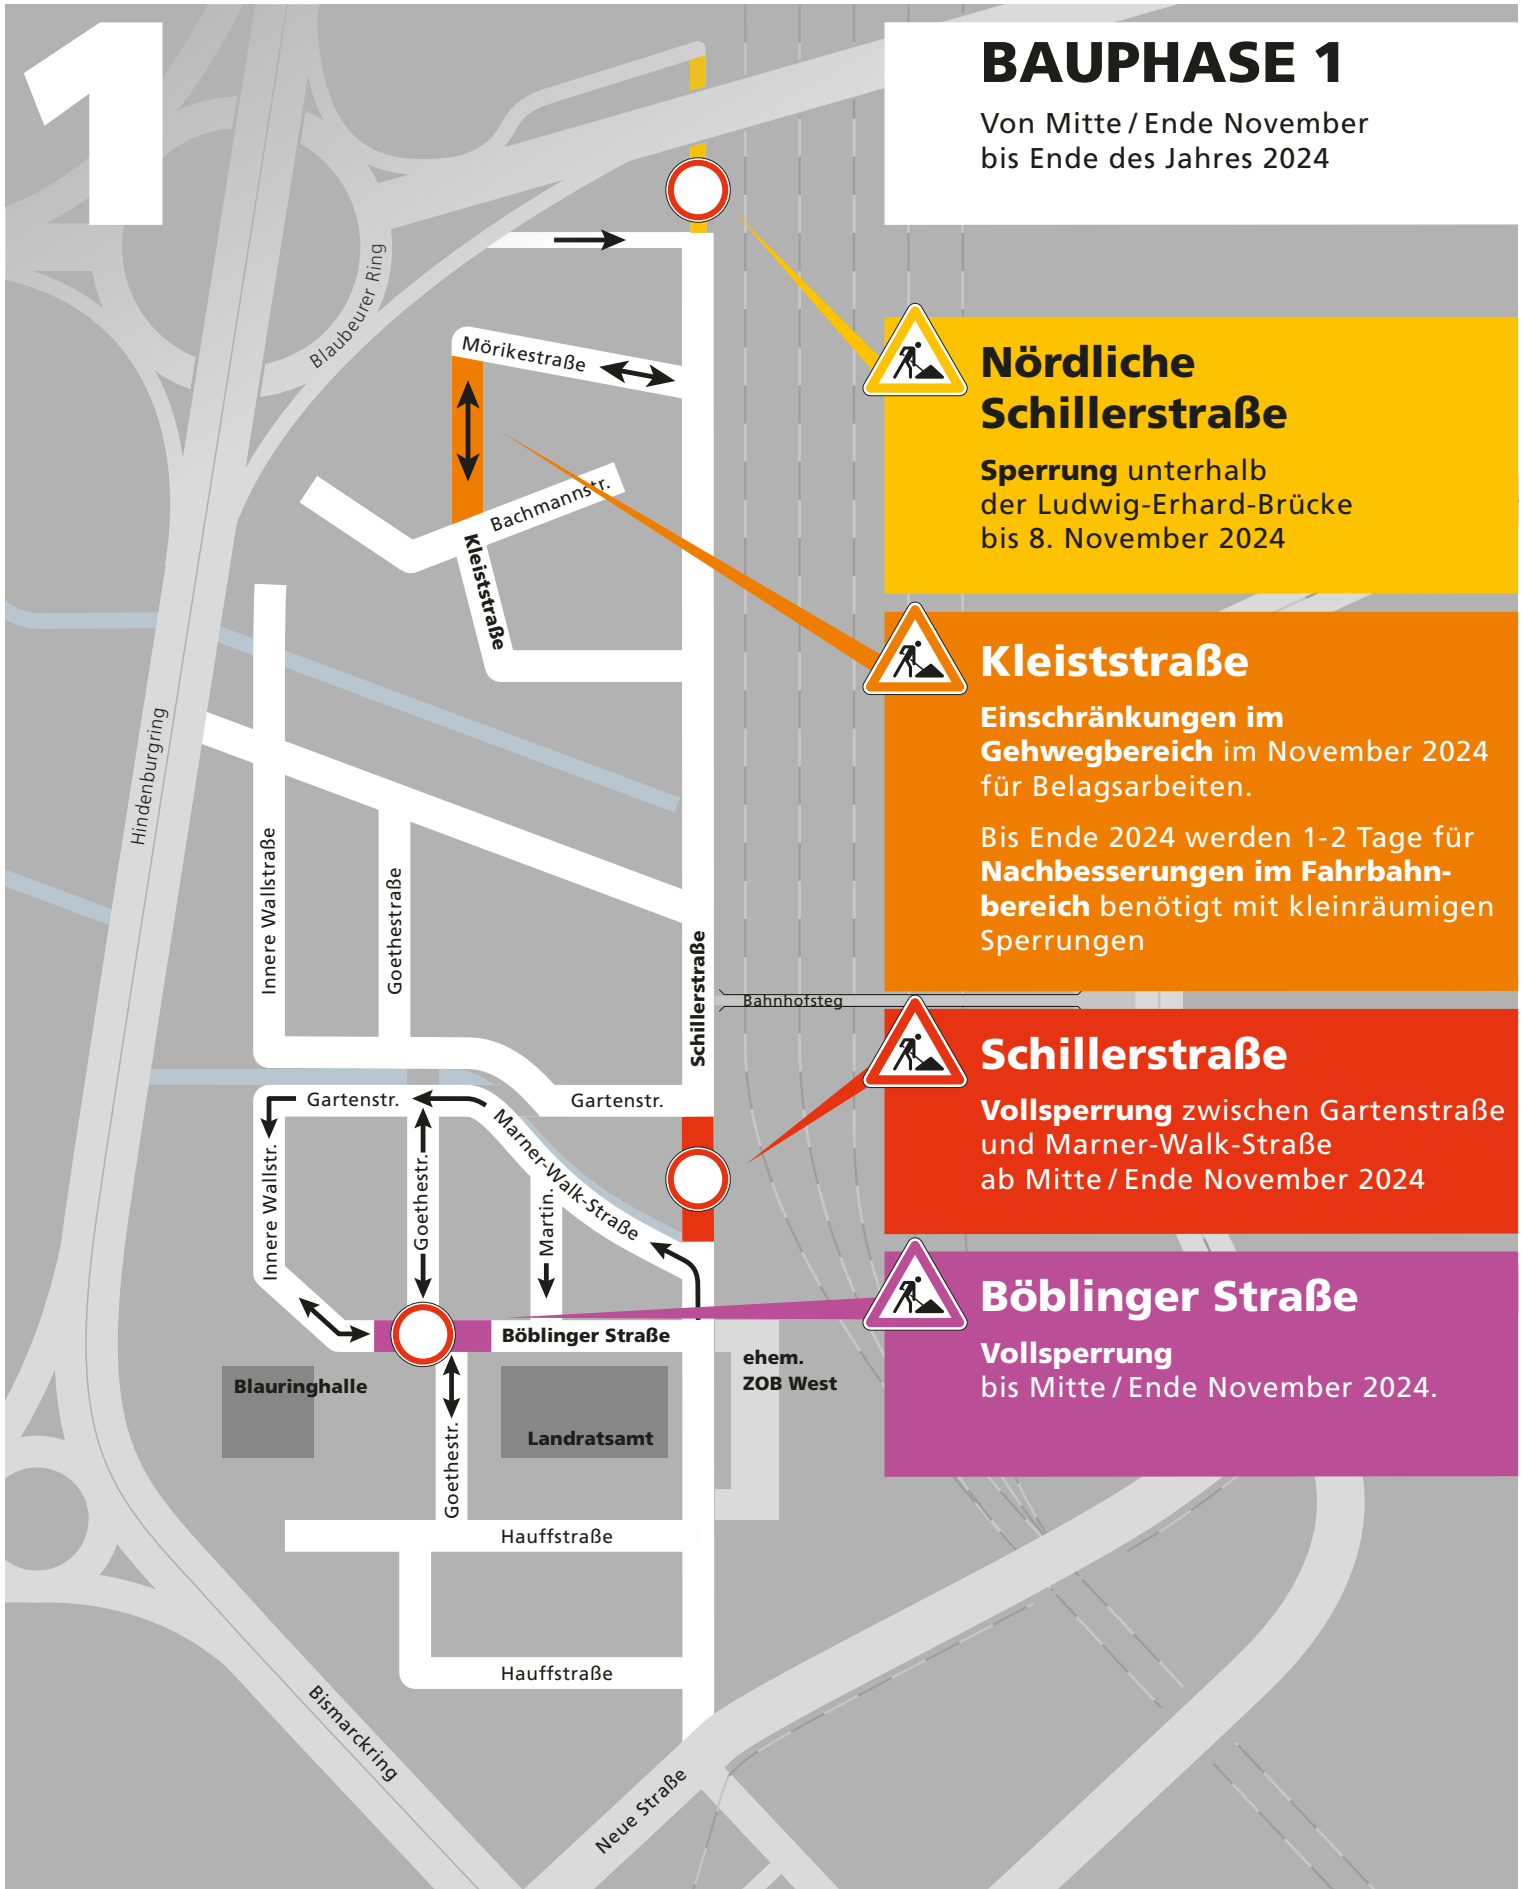 1
BAUPHASE 1
Von Mitte / Ende November
bis Ende des Jahres 2024
Nördliche
Schillerstraße
Sperrung unterhalb
der Ludwig-Erhard-Brücke
bis 8. November 2024
Kleiststraße
Einschränkungen im
Gehwegbereich im November 2024
für Belagsarbeiten.
Bis Ende 2024 werden 1-2 Tage für
Nachbesserungen im Fahrbahn-
bereich benötigt mit kleinräumigen
Sperrungen
Schillerstraße
Vollsperrung zwischen Gartenstraße
und Marner-Walk-Straße
ab Mitte / Ende November 2024
Böblinger Straße
Vollsperrung
bis Mitte / Ende November 2024.
Blaubeurer Ring
Mörikestraße
Bachmannstr.
Kleiststraße
Hindenburgring
Innere Wallstraße
Goethestraße
Schillerstraße
Bahnhofsteg
Gartenstr.
Gartenstr.
Marner-Walk-Straße
Innere Wallstr.
Goethestr.
Martin.
Böblinger Straße
ehem.
ZOB West
Blauringhalle
Landratsamt
Goethestr.
Hauffstraße
Hauffstraße
Bismarckring
Neue Straße